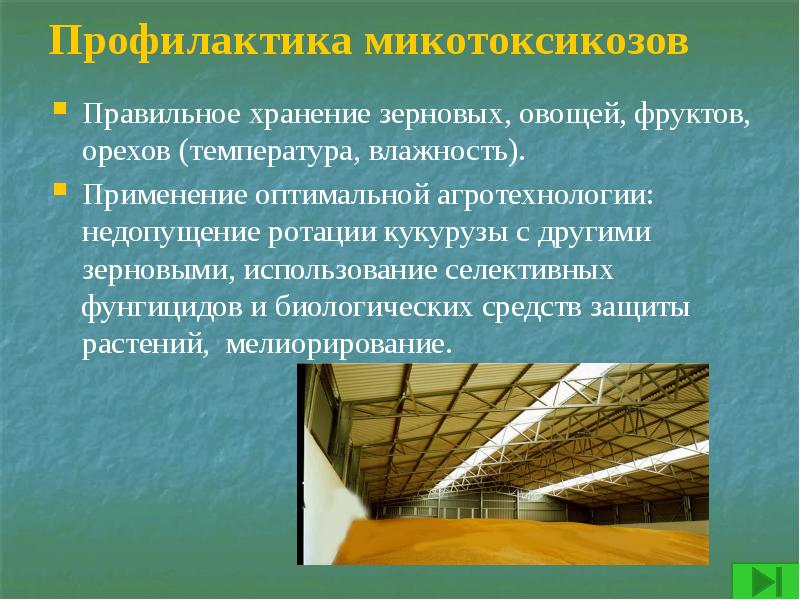 Профилактика микотоксикозов
Правильное хранение зерновых, овощей, фруктов,
орехов (температура, влажность).
Применение оптимальной агротехнологии:
недопущение ротации кукурузы с другими
зерновыми, использование селективных
фунгицидов и биологических средств защиты
растений,  мелиорирование.